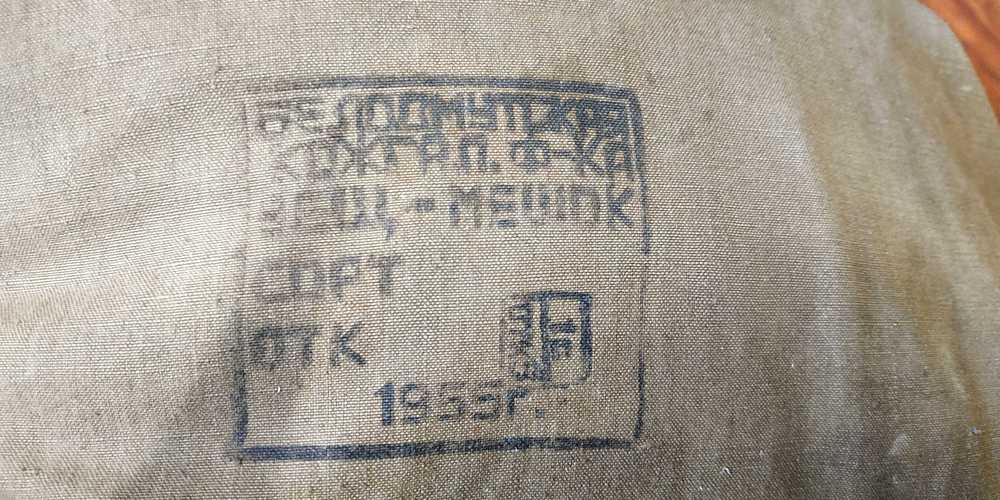 БЕЛООМУТСКАЯ
Ф-КА
ВЕЩ.-МЕШОК
СОРТ
ОТК
1955г.